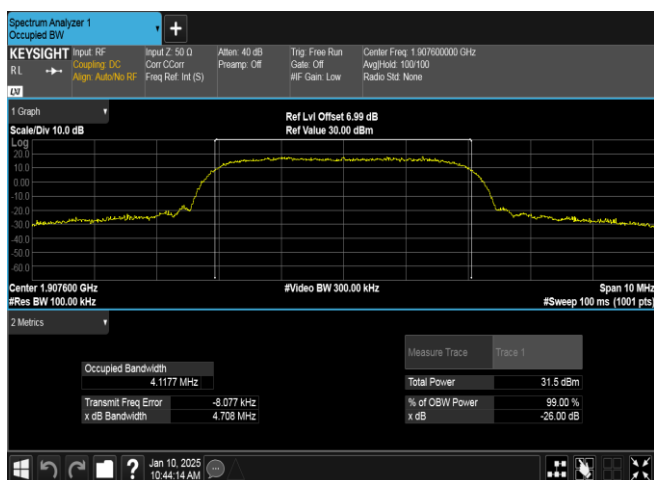 Spectrum Analyzer 1
Occupied BW
KEYSIGHT
RL
LXI
Input: RF
Coupling: DC
Align: Auto/No RF
Input Z: 50 Ω
Corr CCorr
Freq Ref: Int (S)
Atten: 40 dB
Preamp: Off
Trig: Free Run
Gate: Off
#IF Gain: Low
Center Freq: 1.907600000 GHz
Avg|Hold: 100/100
Radio Std: None
1 Graph
Scale/Div 10.0 dB
Ref Lvl Offset 6.99 dB
Ref Value 30.00 dBm
Log
20.0
10.0
0.00
-10.0
-20.0
-30.0
-40.0
-50.0
-60.0
Center 1.907600 GHz
#Res BW 100.00 kHz
#Video BW 300.00 kHz
Span 10 MHz
#Sweep 100 ms (1001 pts)
2 Metrics
Measure Trace Trace 1
Occupied Bandwidth
4.1177 MHz
Total Power 31.5 dBm
Transmit Freq Error -8.077 kHz
% of OBW Power 99.00 %
x dB Bandwidth 4.708 MHz
x dB -26.00 dB
?
Jan 10, 2025
10:44:14 AM